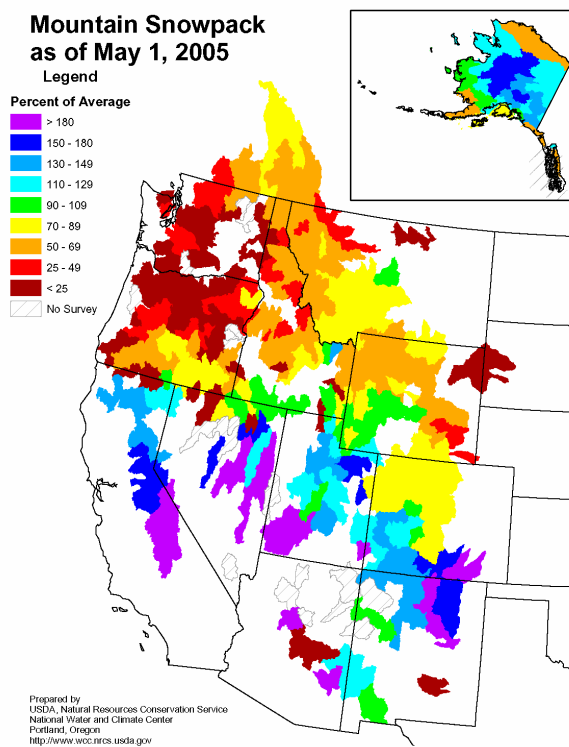 Mountain Snowpack
as of May 1, 2005
Legend
Percent of Average
> 180
150 - 180
130 - 149
110 - 129
90 - 109
70 - 89
50 - 69
25 - 49
< 25
No Survey
Prepared by
USDA, Natural Resources Conservation Service
National Water and Climate Center
Portland, Oregon
http://www.wcc.nrcs.usda.gov